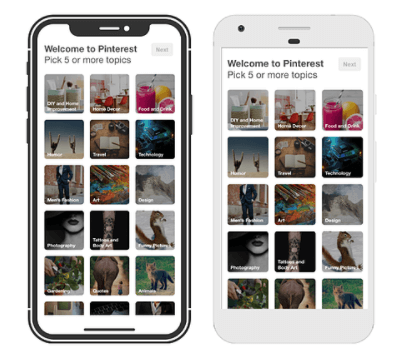 Welcome to Pinterest
Next
Pick 5 or more topics
DIY and Home
Improvement
Home Decor
Food and Drink
Humor
Travel
Technology
Men's Fashion
Art
Design
Photography
Tattoos and
Body Art
Funny Pictures
Gardening
Quotes
Animals
Welcome to Pinterest
Next
Pick 5 or more topics
DIY and Home
Improvement
Home Decor
Food and Drink
Humor
Travel
Technology
Men's Fashion
Art
Design
Photography
Tattoos and
Body Art